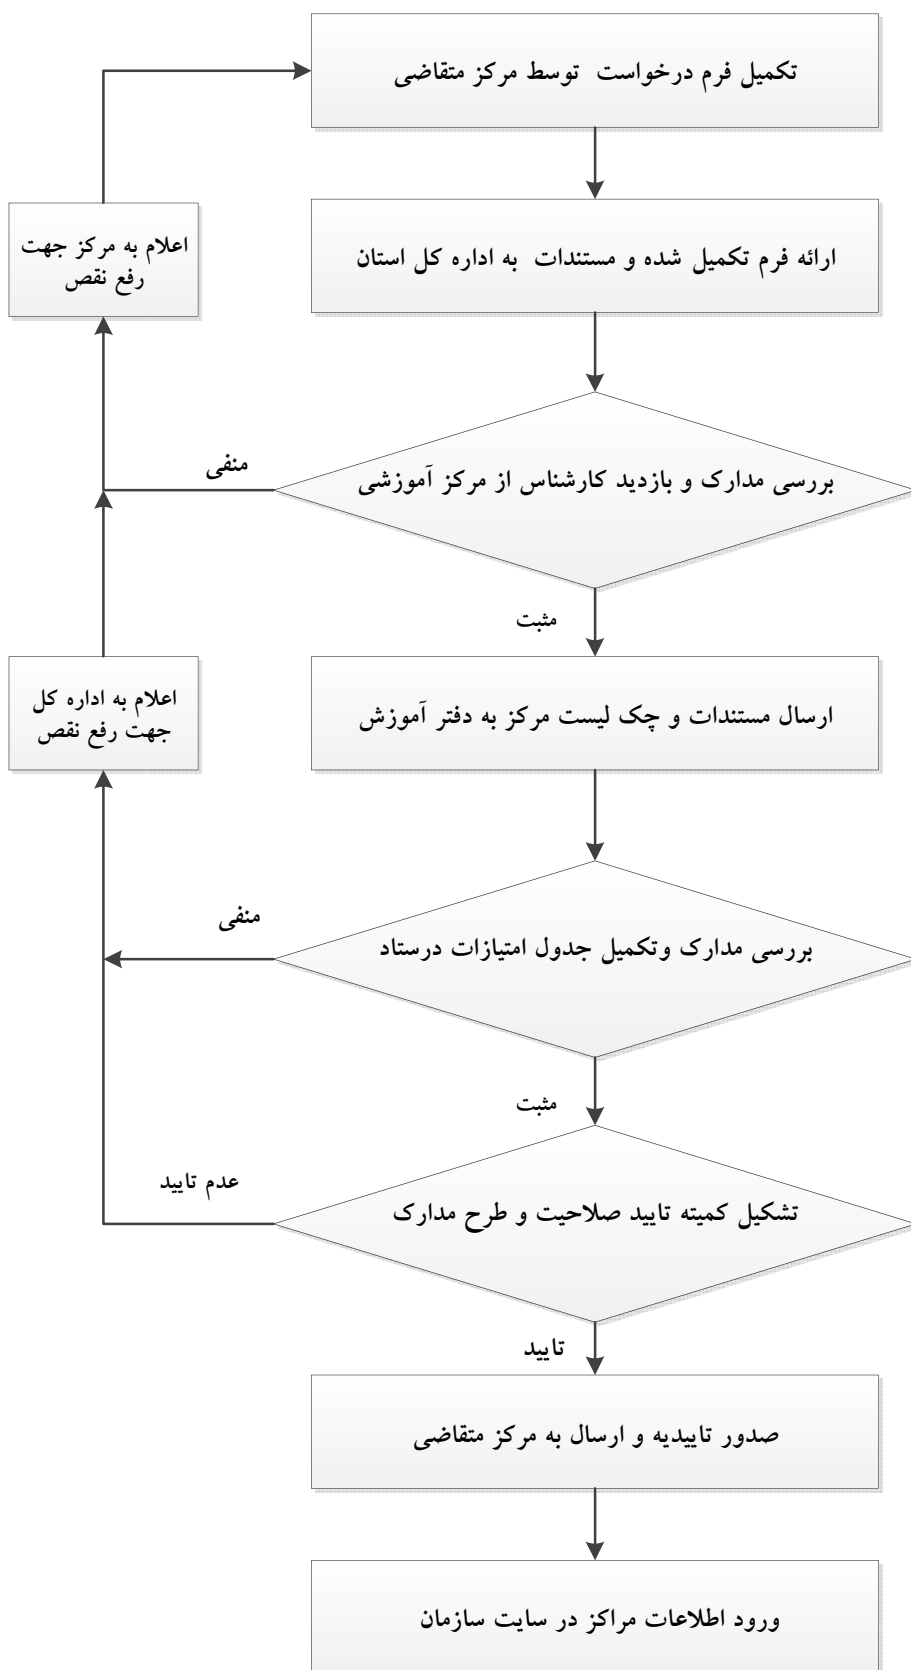 تکمیل فرم درخواست توسط مرکز متقاضی
ارائه فرم تکمیل شده و مستندات به اداره کل استان
اعلام به مرکز جهت
رفع نقص
بررسی مدارک و بازدید کارشناس از مرکز آموزشی
منفی
مثبت
ارسال مستندات و چک لیست مرکز به دفتر آموزش
اعلام به اداره کل
جهت رفع نقص
بررسی مدارک وتکمیل جدول امتیازات درستاد
منفی
مثبت
تشکیل کمیته تایید صلاحیت و طرح مدارک
عدم تایید
تایید
صدور تاییدیه و ارسال به مرکز متقاضی
ورود اطلاعات مراکز در سایت سازمان